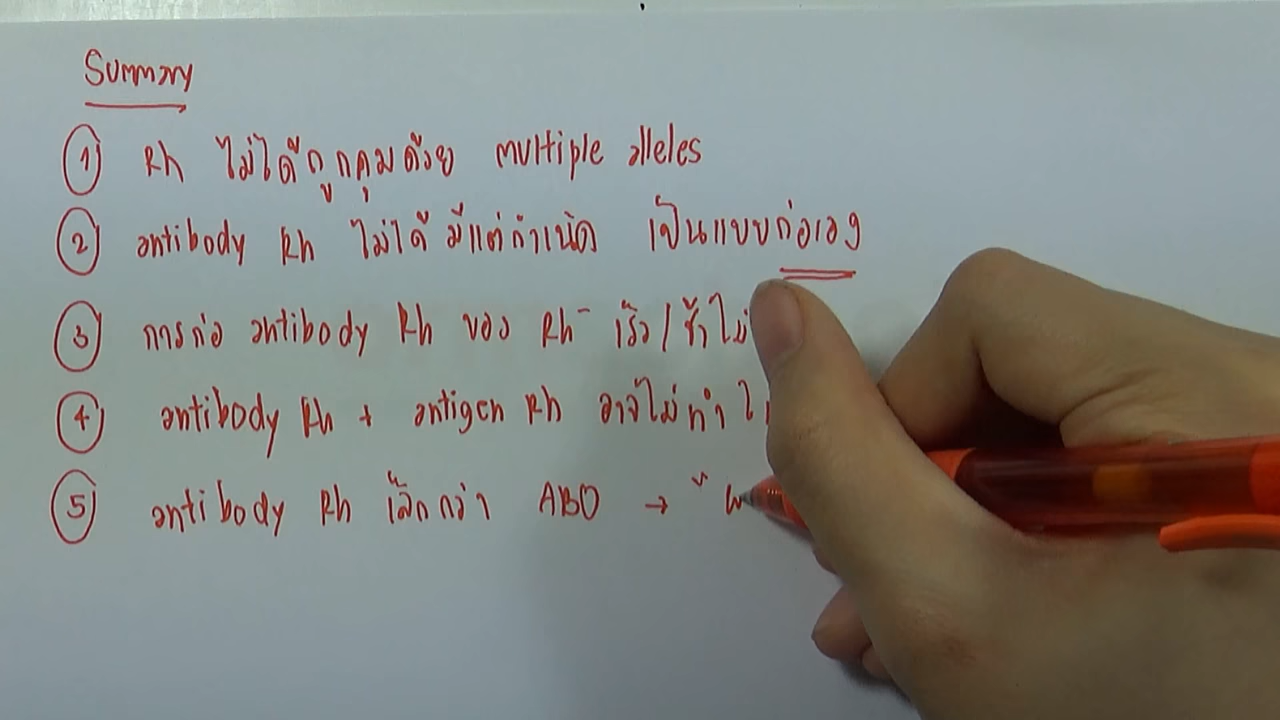 Summary
① Rh ไม่ได้ถูกคุมด้วย multiple alleles
② antibody Rh ไม่ได้มีแต่กำเนิด เป็นแบบก่อเอง
③ การก่อ antibody Rh ของ Rh⁻ เร็ว/ช้าไม่
④ antibody Rh + antigen Rh อาจไม่ทำ
⑤ antibody Rh เล็กกว่า ABO → "